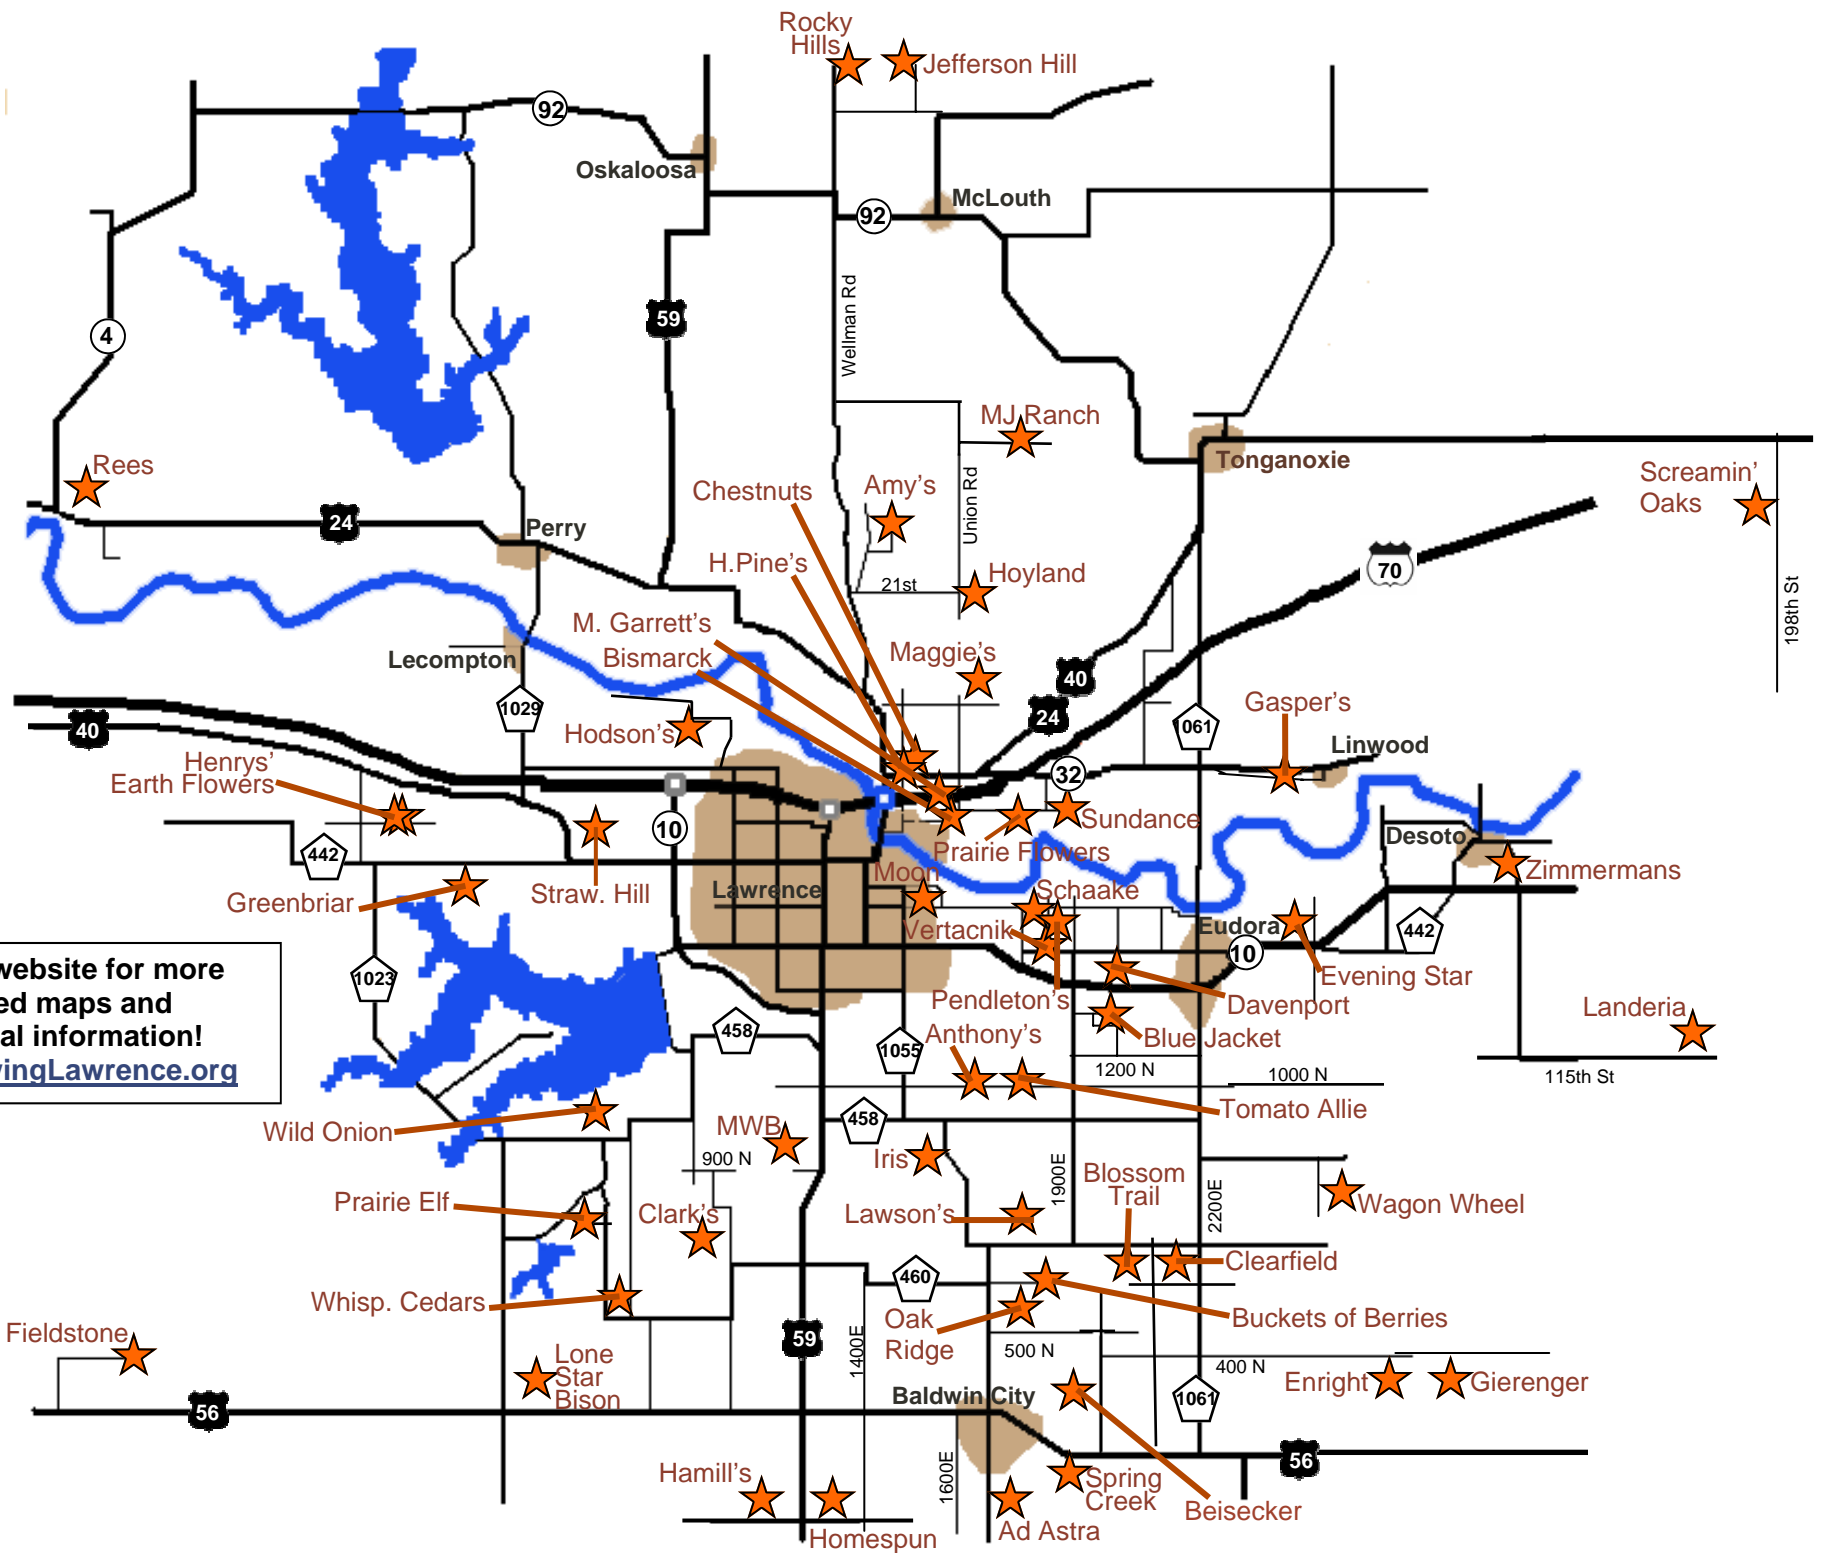 Rocky
Hills
Jefferson Hill
92
Oskaloosa
McLouth
92
4
59
Wellman Rd
MJ Ranch
Tonganoxie
Rees
Screamin’
Oaks
Chestnuts
Amy’s
Union Rd
24
Perry
H.Pine’s
70
21st
Hoyland
198th St
M. Garrett’s
Bismarck
Lecompton
Maggie’s
40
1029
24
Gasper’s
40
Hodson’s
061
Linwood
Henrys’
Earth Flowers
32
10
Sundance
442
Prairie Flowers
Desoto
Moon
Zimmermans
Greenbriar
Straw. Hill
Lawrence
Schaake
Vertacnik
Eudora
442
10
website for more
ed maps and
al information!
vingLawrence.org
1023
Evening Star
Pendleton’s
Davenport
Landeria
458
Anthony’s
Blue Jacket
1055
1200 N
1000 N
115th St
Tomato Allie
Wild Onion
MWB
458
900 N
Iris
1900E
Blossom
Trail
2200E
Prairie Elf
Clark’s
Lawson’s
Wagon Wheel
Clearfield
460
Whisp. Cedars
Oak
Ridge
Buckets of Berries
Fieldstone
59
1400E
500 N
400 N
Lone
Star
Bison
Enright
Gierenger
Baldwin City
1061
56
56
Hamill’s
1600E
Spring
Creek
Beisecker
Homespun
Ad Astra